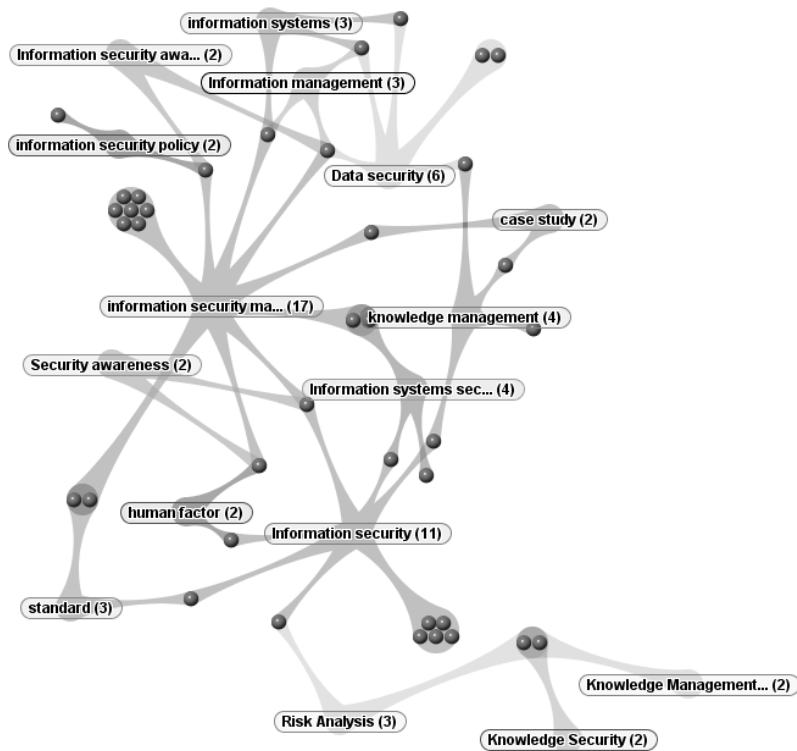 information systems (3)
Information security awa... (2)
Information management (3)
information security policy (2)
Data security (6)
case study (2)
information security ma... (17)
knowledge management (4)
Security awareness (2)
Information systems sec... (4)
human factor (2)
Information security (11)
standard (3)
Knowledge Management... (2)
Risk Analysis (3)
Knowledge Security (2)